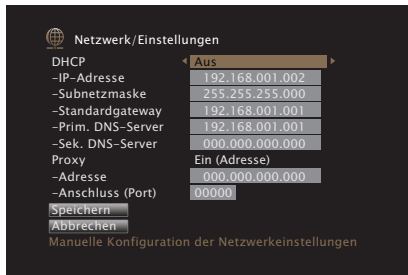 Netzwerk/Einstellungen
DHCP Aus
–IP–Adresse 192.168.001.002
–Subnetzmaske 255.255.255.000
–Standardgateway 192.168.001.001
–Prim. DNS–Server 192.168.001.001
–Sek. DNS–Server 000.000.000.000
Proxy Ein (Adresse)
–Adresse 000.000.000.000
–Anschluss (Port) 00000
Speichern
Abbrechen
Manuelle Konfiguration der Netzwerkeinstellungen